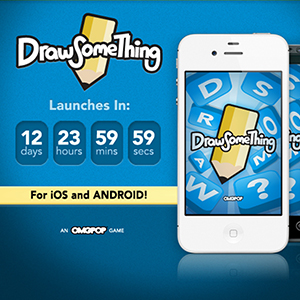 DrawSomeThing
Launches In:
12 23 59 59
days hours mins secs
For iOS and ANDROID!
AN OMGPOP GAME
D S
R O
DrawSomeThing
A M
W ?
OMGPOP